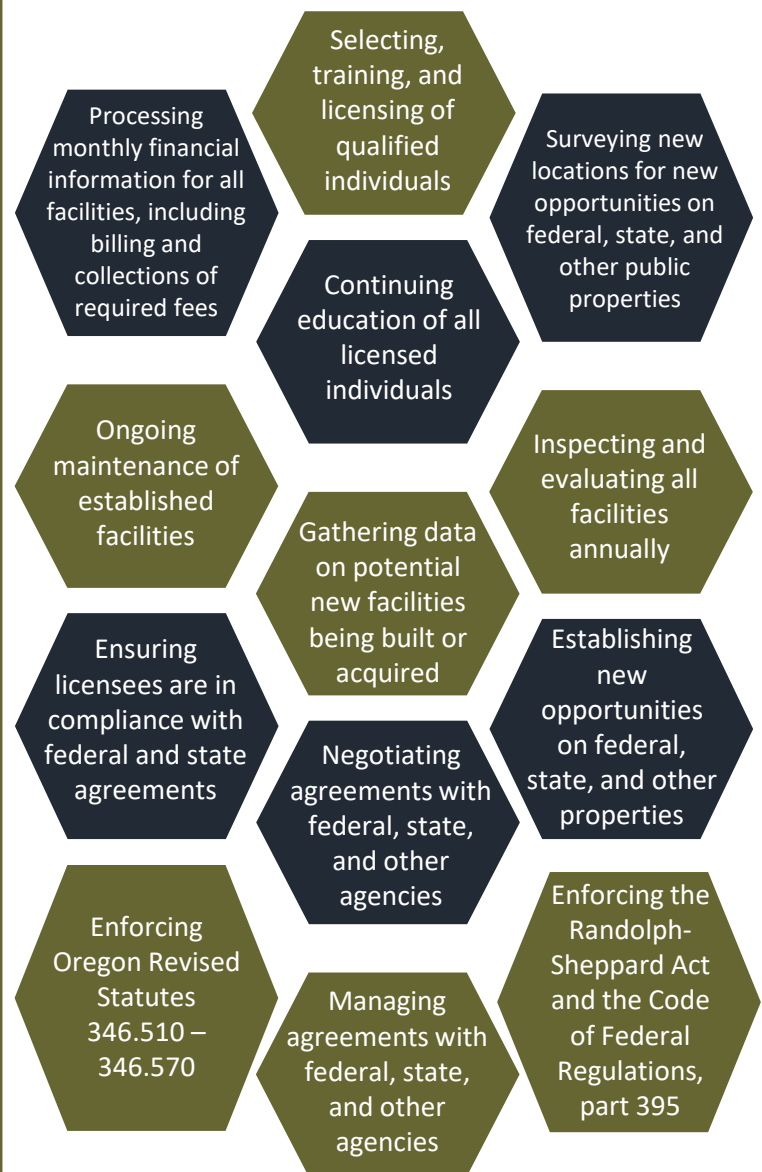 Selecting,
training, and
licensing of
qualified
individuals
Processing
monthly financial
information for all
facilities, including
billing and
collections of
required fees
Surveying new
locations for new
opportunities on
federal, state, and
other public
properties
Continuing
education of all
licensed
individuals
Ongoing
maintenance of
established
facilities
Inspecting and
evaluating all
facilities
annually
Gathering data
on potential
new facilities
being built or
acquired
Ensuring
licensees are in
compliance with
federal and state
agreements
Establishing
new
opportunities
on federal,
state, and other
properties
Negotiating
agreements with
federal, state,
and other
agencies
Enforcing
Oregon Revised
Statutes
346.510 –
346.570
Enforcing the
Randolph-
Sheppard Act
and the Code
of Federal
Regulations,
part 395
Managing
agreements with
federal, state,
and other
agencies